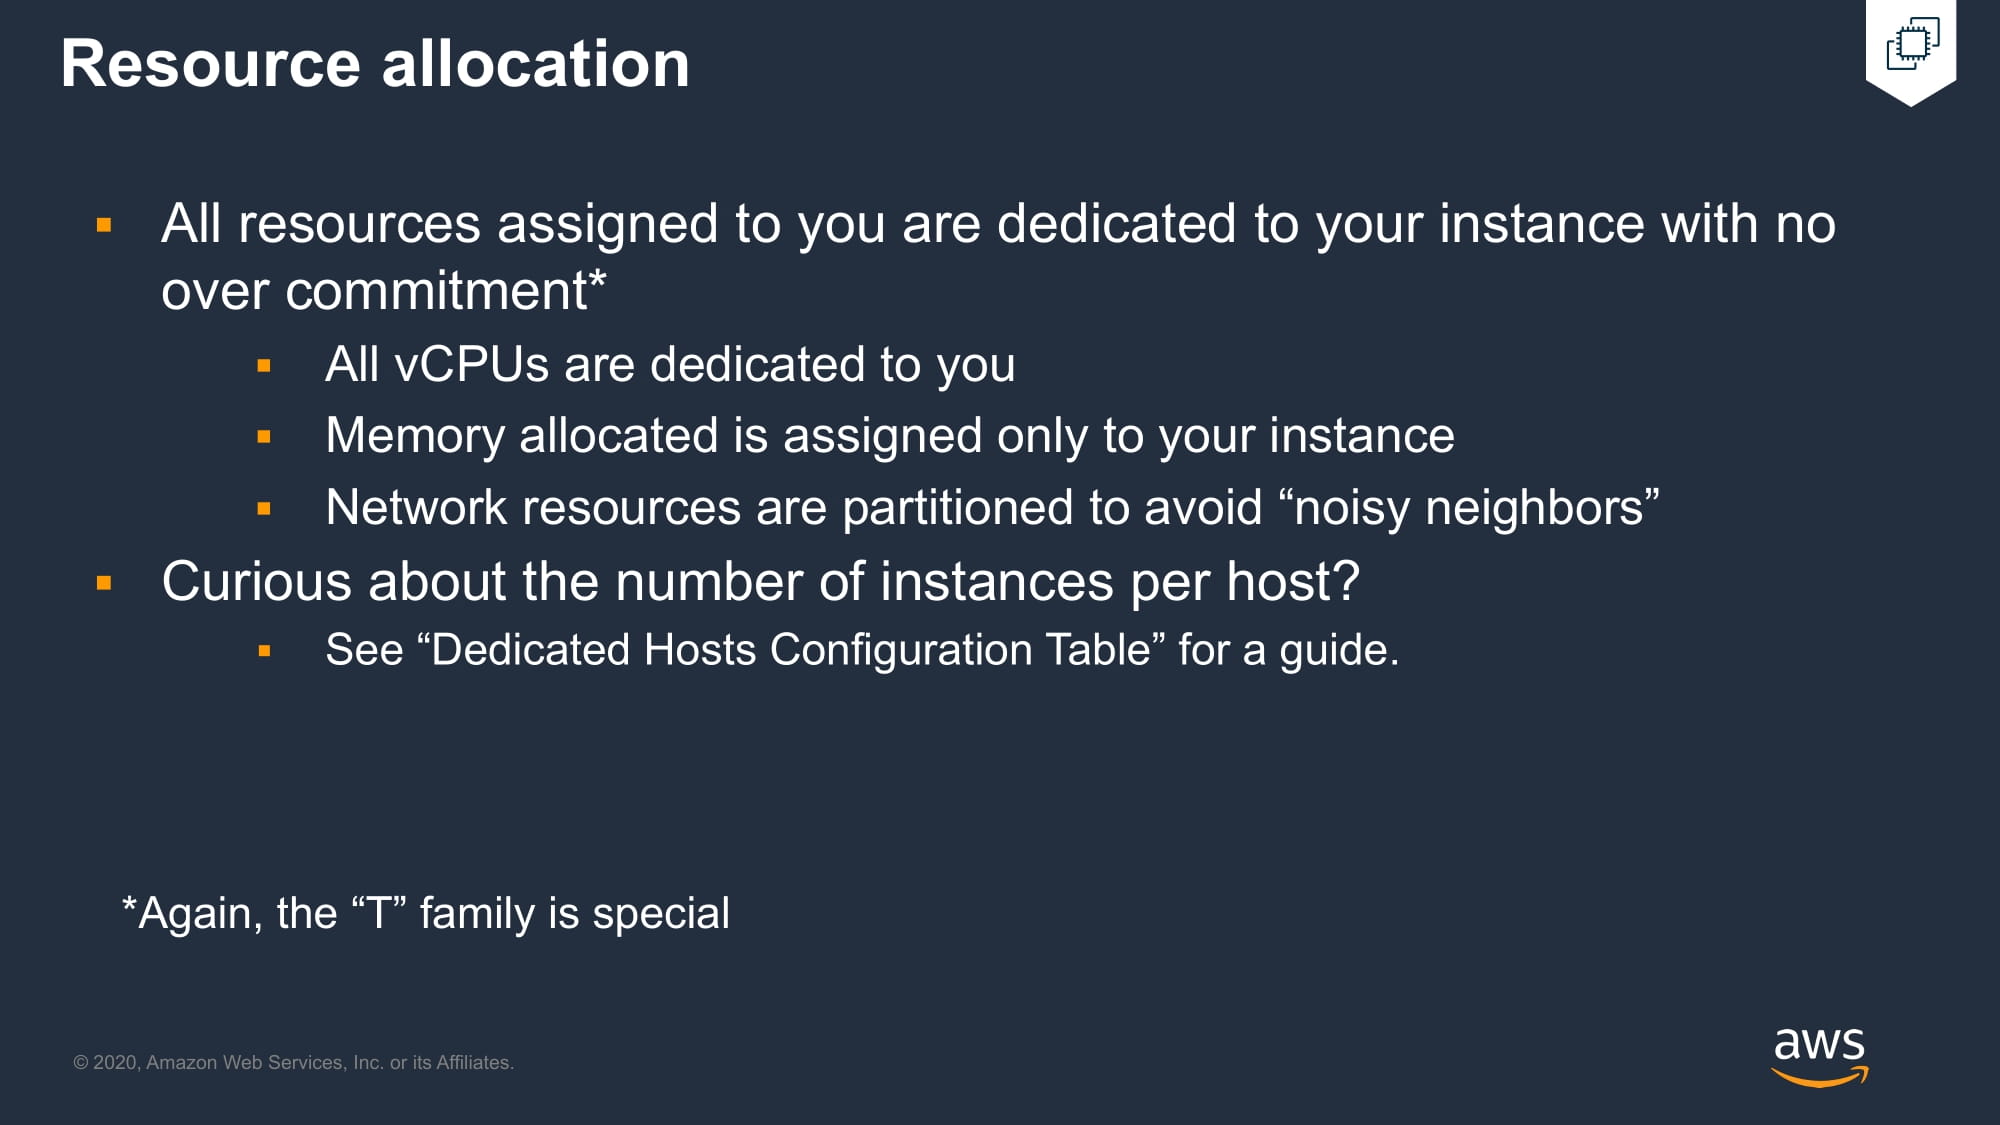 Resource allocation
▪ All resources assigned to you are dedicated to your instance with no
over commitment*
▪ All vCPUs are dedicated to you
▪ Memory allocated is assigned only to your instance
▪ Network resources are partitioned to avoid “noisy neighbors”
▪ Curious about the number of instances per host?
▪ See “Dedicated Hosts Configuration Table” for a guide.
*Again, the “T” family is special
© 2020, Amazon Web Services, Inc. or its Affiliates.
aws